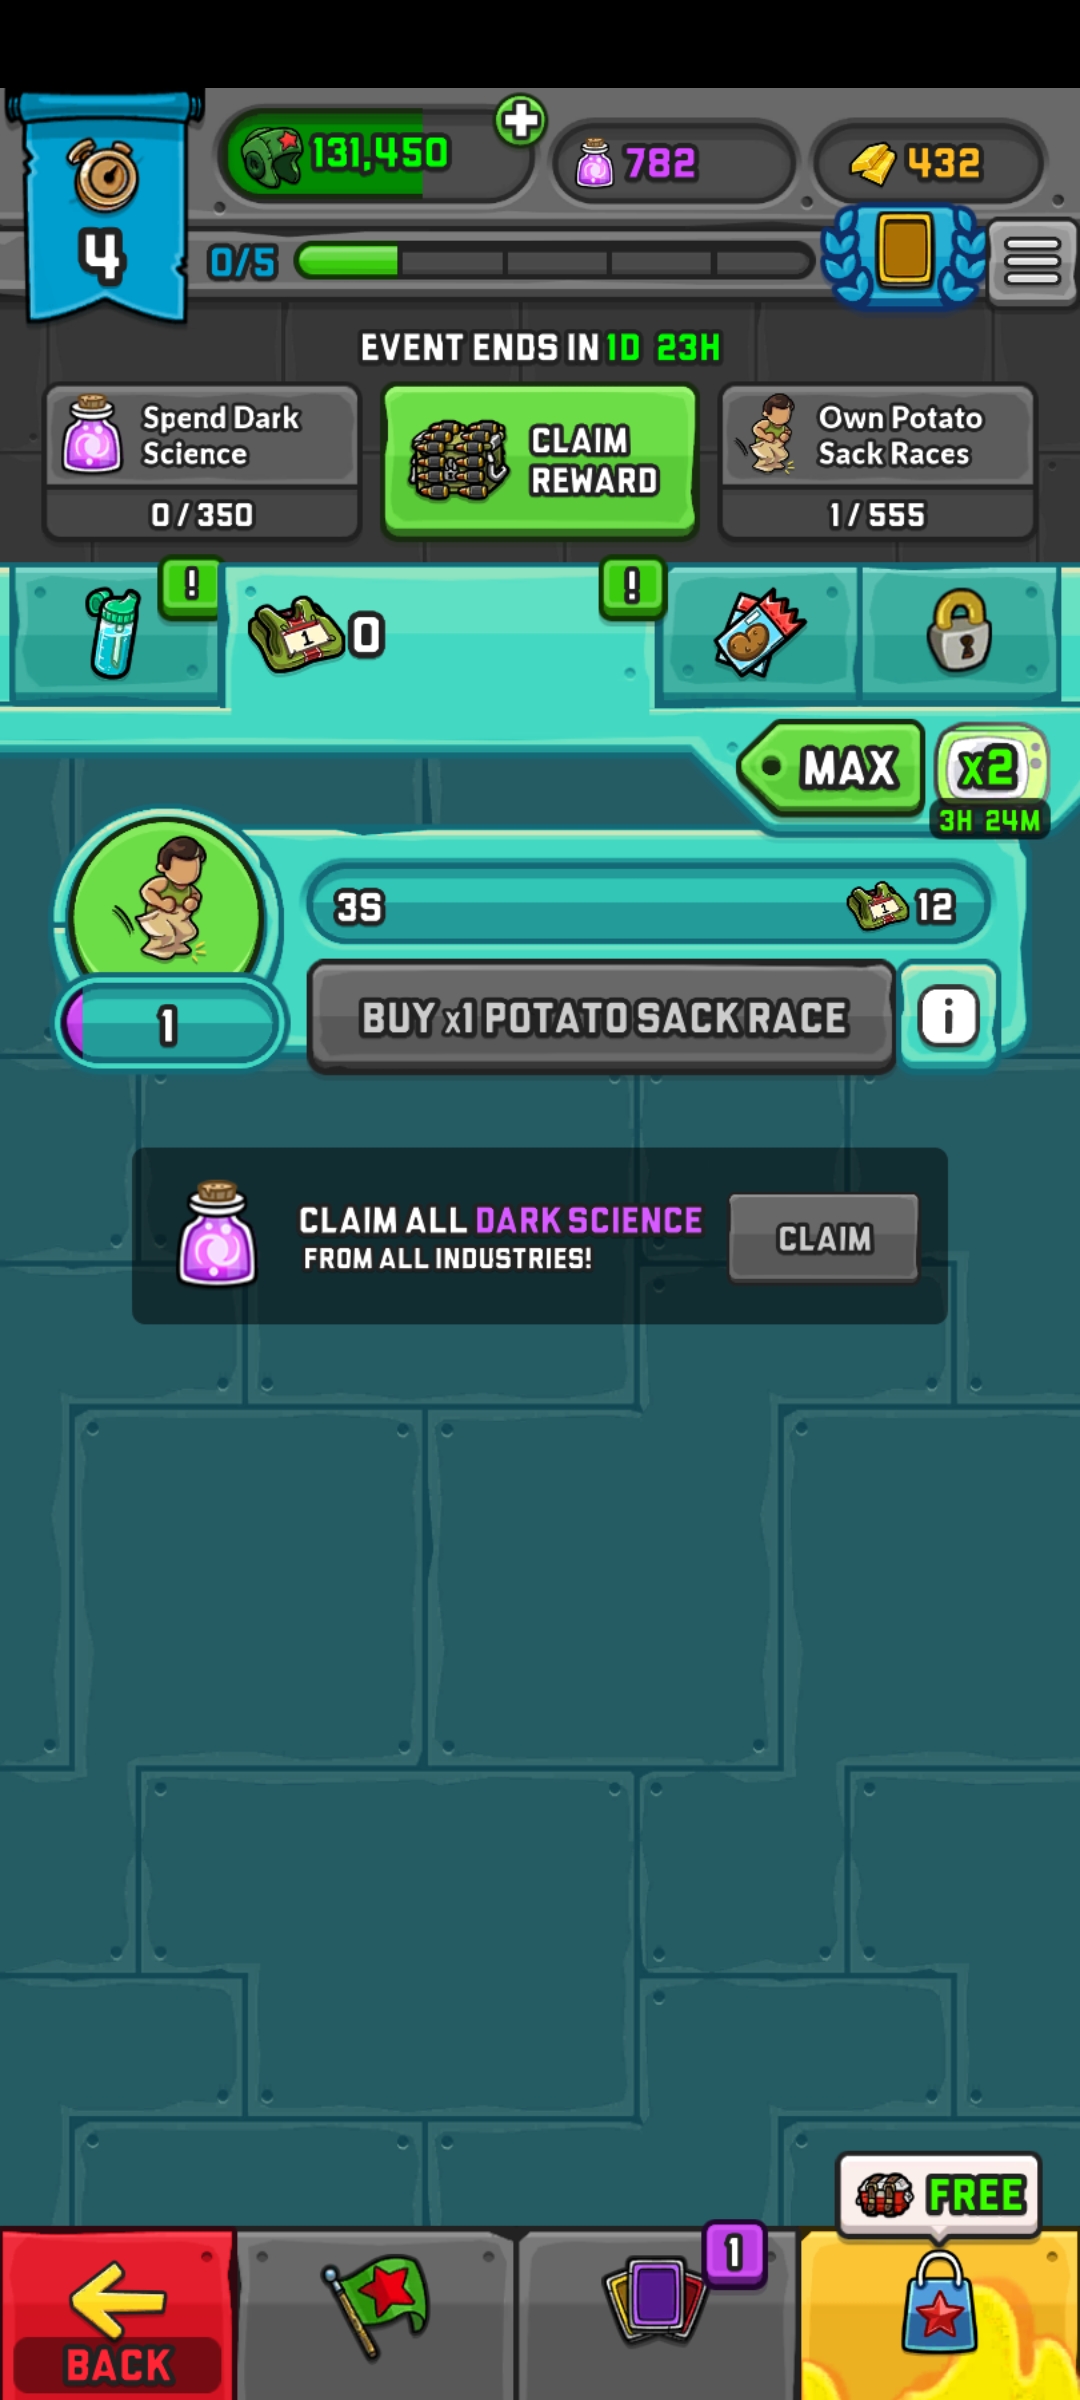 131,450
782
432
4
0/5
EVENT ENDS IN 1D 23H
Spend Dark
Science
0 / 350
CLAIM
REWARD
Own Potato
Sack Races
1 / 555
!
1
0
!
MAX
x2
3H 24M
3S
1
12
1
BUY x1 POTATO SACK RACE
i
CLAIM ALL DARK SCIENCE
FROM ALL INDUSTRIES!
CLAIM
FREE
1
BACK